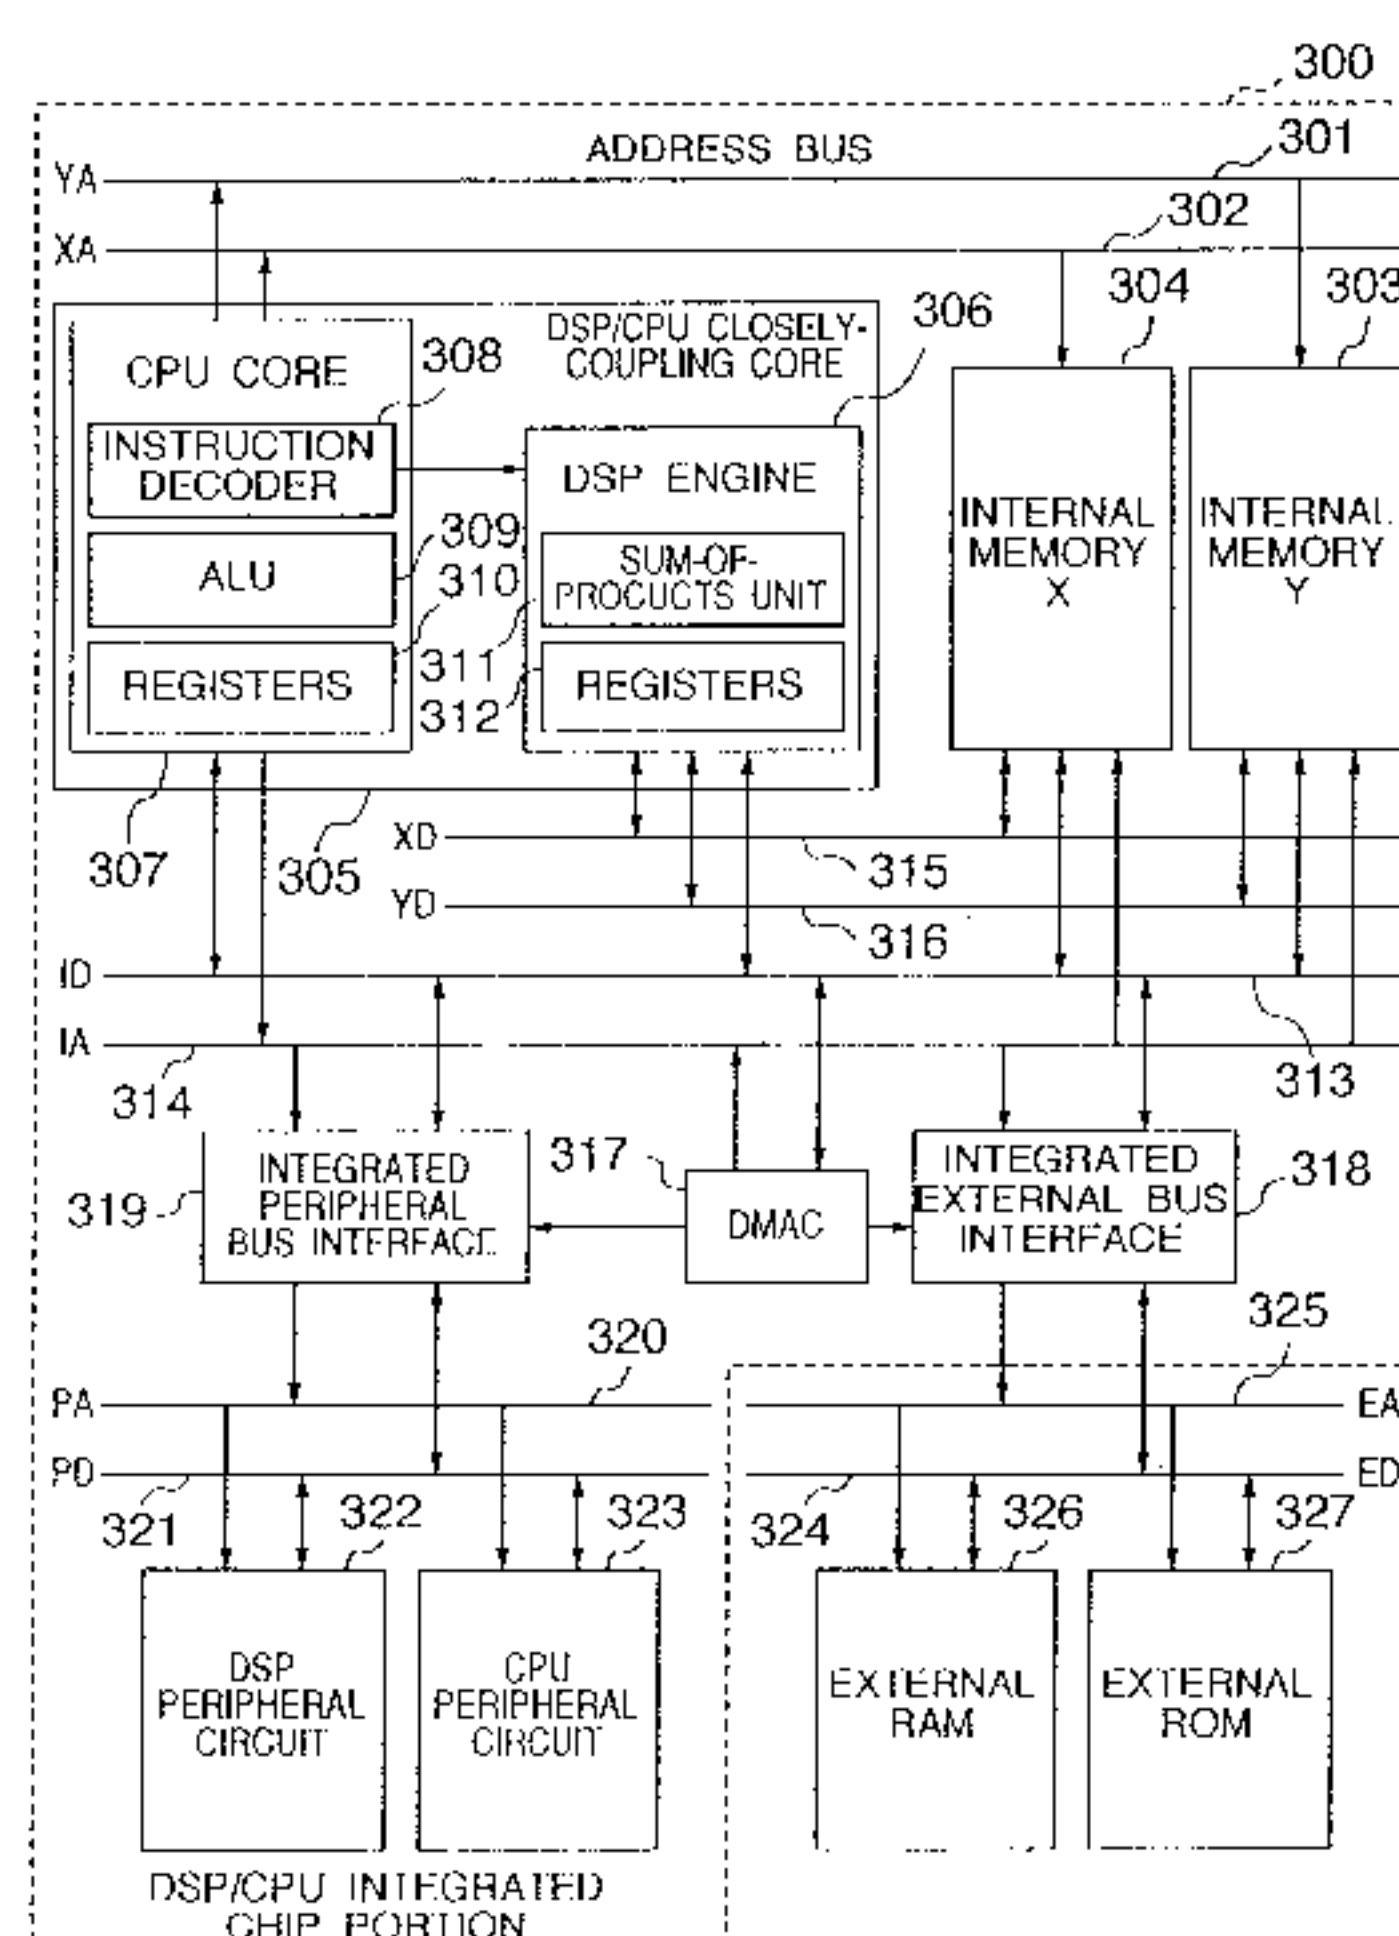 300
ADDRESS BUS
301
YA
302
XA
304
303
DSP/CPU CLOSELY-
COUPLING CORE
306
CPU CORE
308
INSTRUCTION
DECODER
DSP ENGINE
309
ALU
310
SUM-OF-
PROCUCTS UNIT
INTERNAL
MEMORY
X
INTERNAL
MEMORY
Y
311
REGISTERS
312
REGISTERS
307
305
XD
315
YD
316
ID
IA
314
313
317
INTEGRATED
PERIPHERAL
BUS INTERFACE
319
DMAC
INTEGRATED
EXTERNAL BUS
INTERFACE
318
320
325
PA
EA
PD
ED
321
322
323
324
326
327
DSP
PERIPHERAL
CIRCUIT
CPU
PERIPHERAL
CIRCUIT
EXTERNAL
RAM
EXTERNAL
ROM
DSP/CPU INTEGRATED
CHIP PORTION